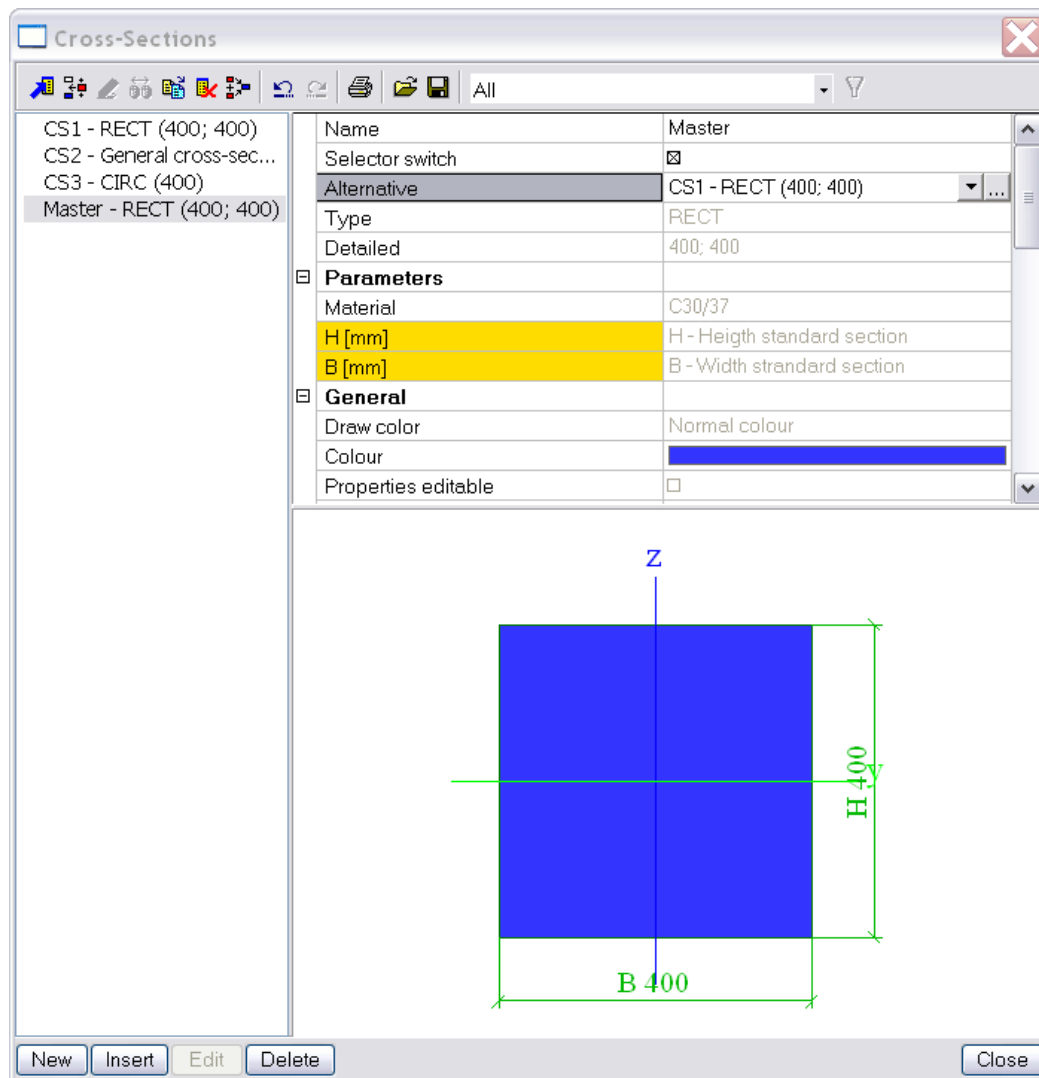 Cross-Sections
All
CS1 - RECT (400; 400)
CS2 - General cross-sec...
CS3 - CIRC (400)
Master - RECT (400; 400)
Name Master
Selector switch
Alternative CS1 - RECT (400; 400) ...
Type RECT
Detailed 400; 400
Parameters
Material C30/37
H [mm] H - Heigth standard section
B [mm] B - Width strandard section
General
Draw color Normal colour
Colour
Properties editable
z
y
H 400
B 400
New Insert Edit Delete Close